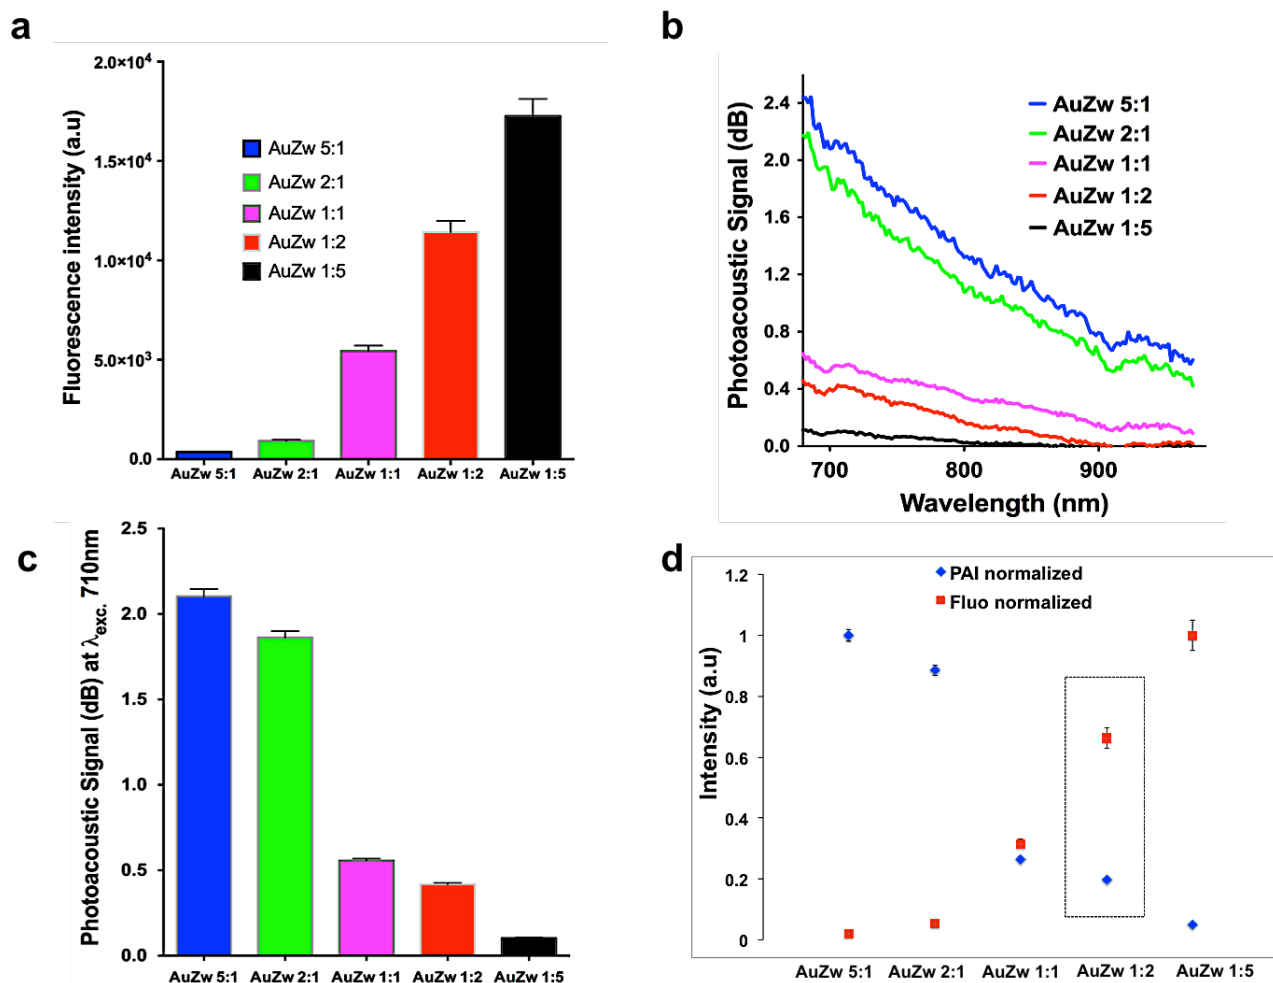 a
Fluorescence intensity (a.u)
2.0×10⁴
1.5×10⁴
1.0×10⁴
5.0×10³
0.0
AuZw 5:1
AuZw 2:1
AuZw 1:1
AuZw 1:2
AuZw 1:5
AuZw 5:1 AuZw 2:1 AuZw 1:1 AuZw 1:2 AuZw 1:5
b
Photoacoustic Signal (dB)
2.4
2.0
1.6
1.2
0.8
0.4
0.0
AuZw 5:1
AuZw 2:1
AuZw 1:1
AuZw 1:2
AuZw 1:5
700 800 900
Wavelength (nm)
c
Photoacoustic Signal (dB) at λexc. 710nm
2.5
2.0
1.5
1.0
0.5
0.0
AuZw 5:1 AuZw 2:1 AuZw 1:1 AuZw 1:2 AuZw 1:5
d
Intensity (a.u)
1.2
1
0.8
0.6
0.4
0.2
0
PAI normalized
Fluo normalized
AuZw 5:1 AuZw 2:1 AuZw 1:1 AuZw 1:2 AuZw 1:5